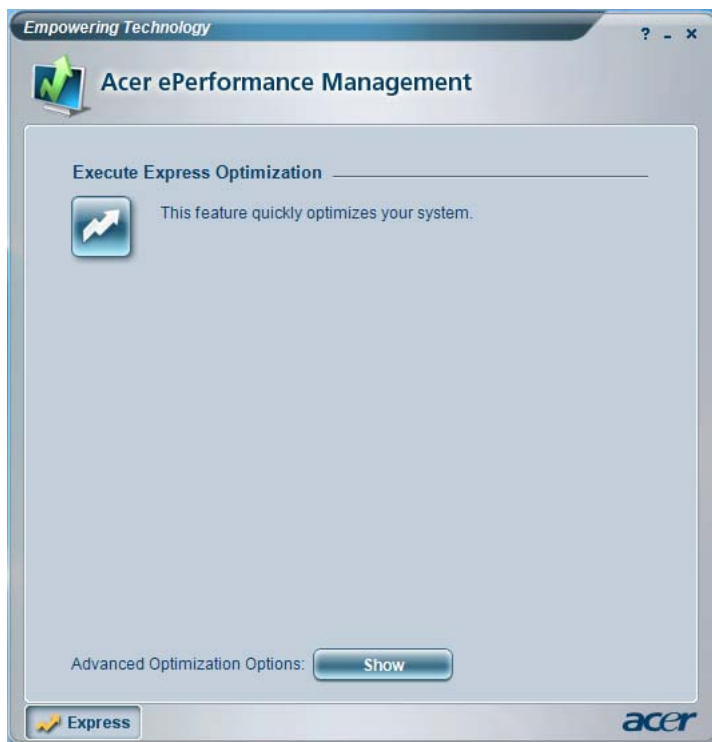 Empowering Technology
? - x
Acer ePerformance Management
Execute Express Optimization
This feature quickly optimizes your system.
Advanced Optimization Options: Show
Express
acer